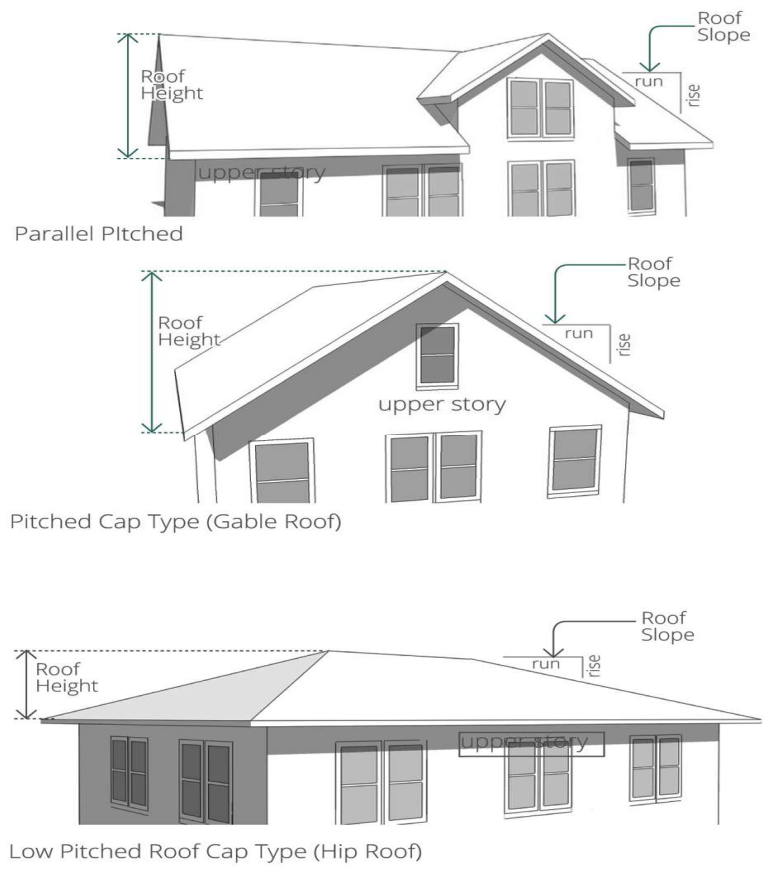 Roof
Slope
Roof
Height
run
rise
upper story
Parallel PItched
Roof
Slope
Roof
Height
run
rise
upper story
Pitched Cap Type (Gable Roof)
Roof
Slope
Roof
Height
run
rise
upper story
Low Pitched Roof Cap Type (Hip Roof)